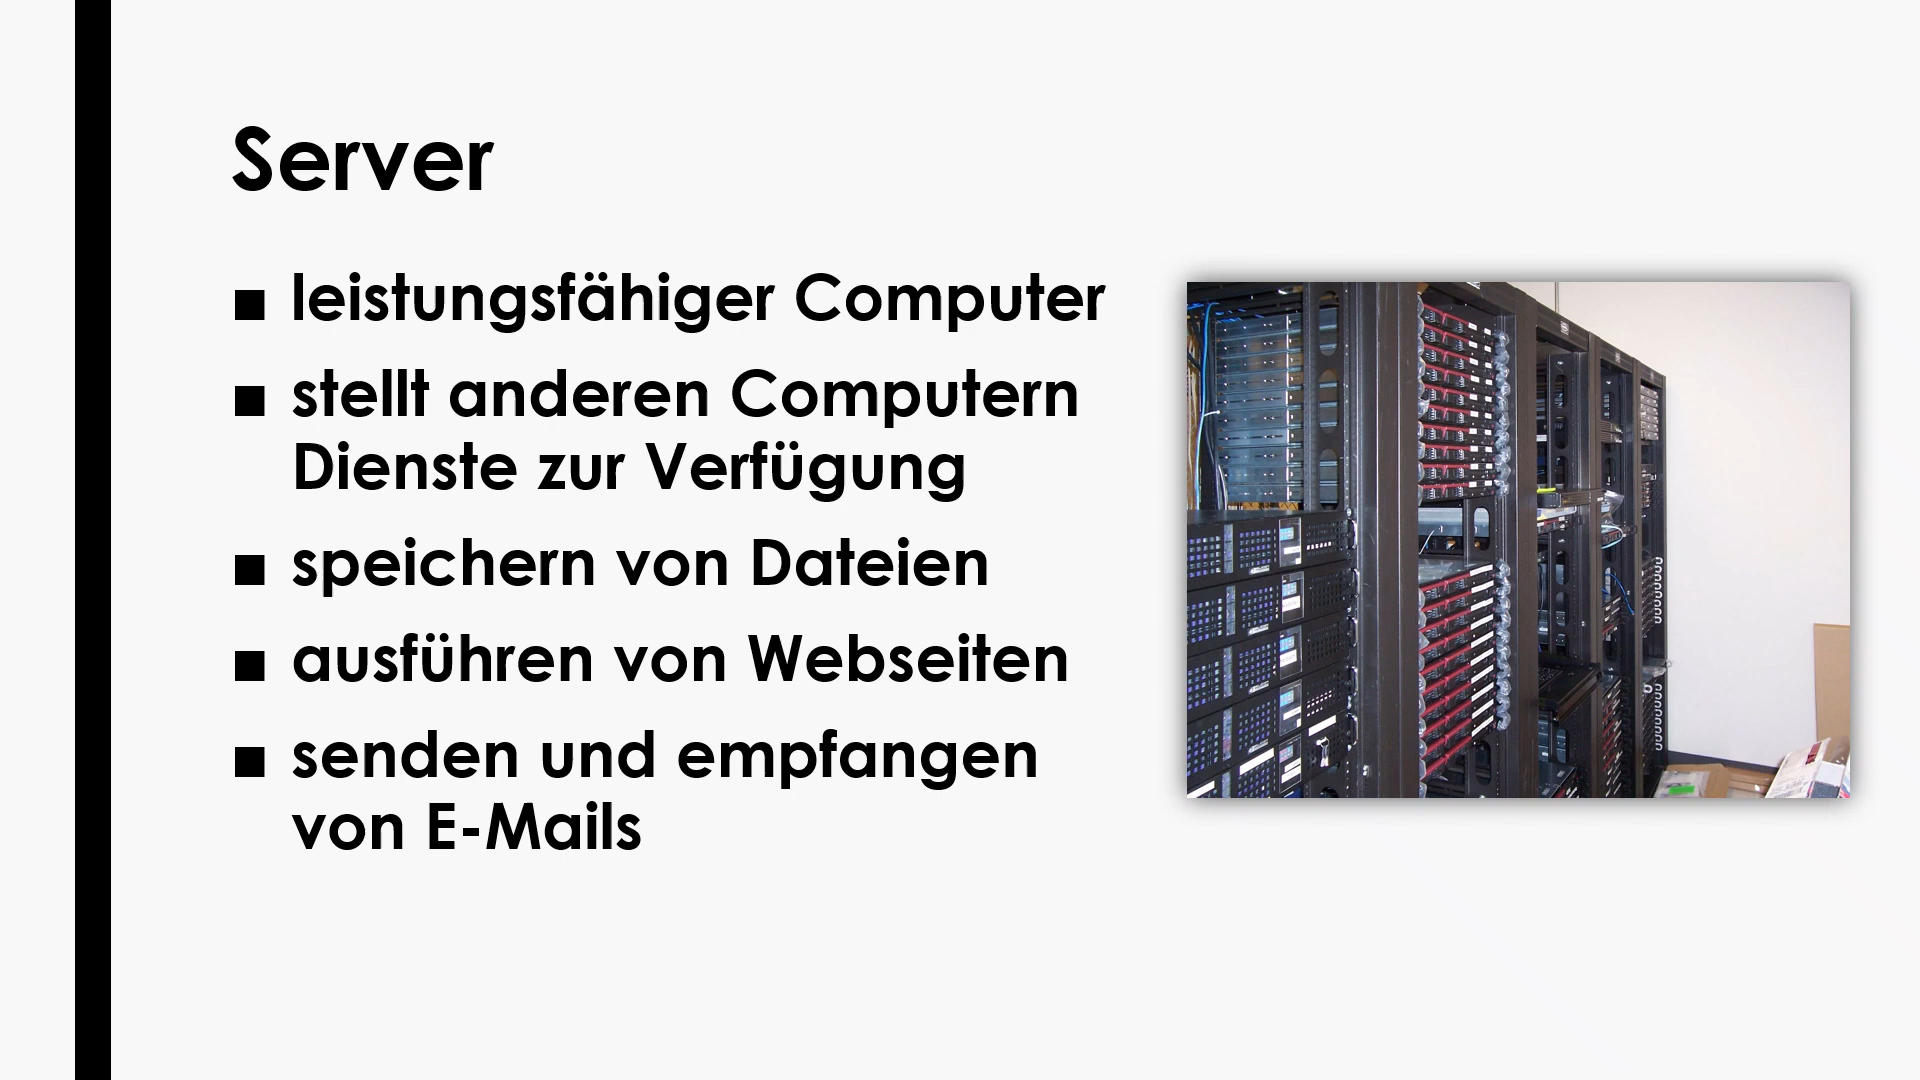 Server
■ leistungsfähiger Computer
■ stellt anderen Computern
Dienste zur Verfügung
■ speichern von Dateien
■ ausführen von Webseiten
■ senden und empfangen
von E-Mails